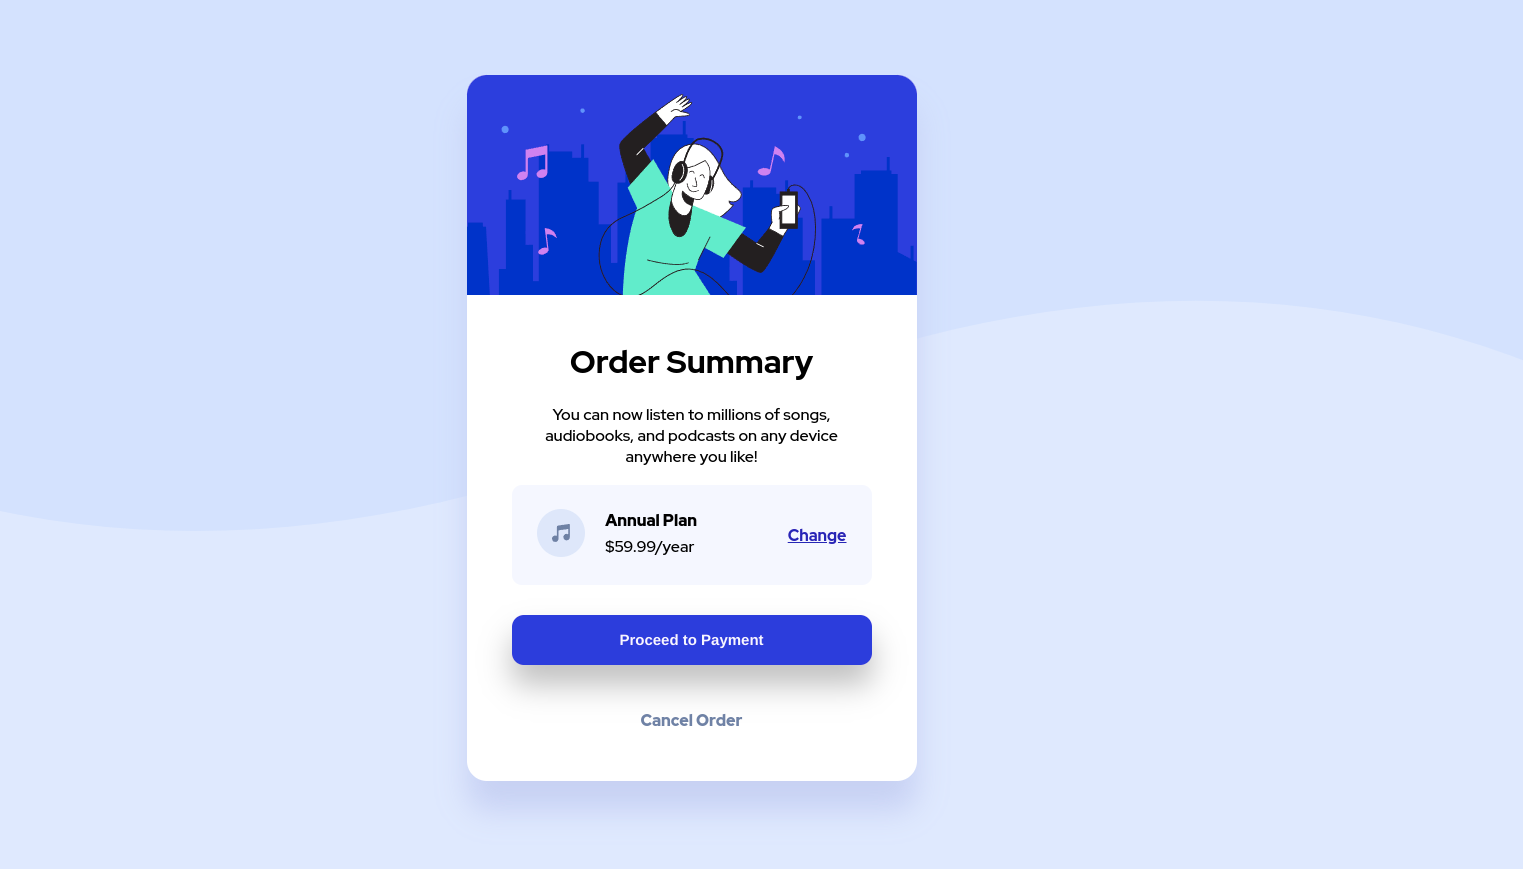 Order Summary
You can now listen to millions of songs,
audiobooks, and podcasts on any device
anywhere you like!
Annual Plan
$59.99/year
Change
Proceed to Payment
Cancel Order